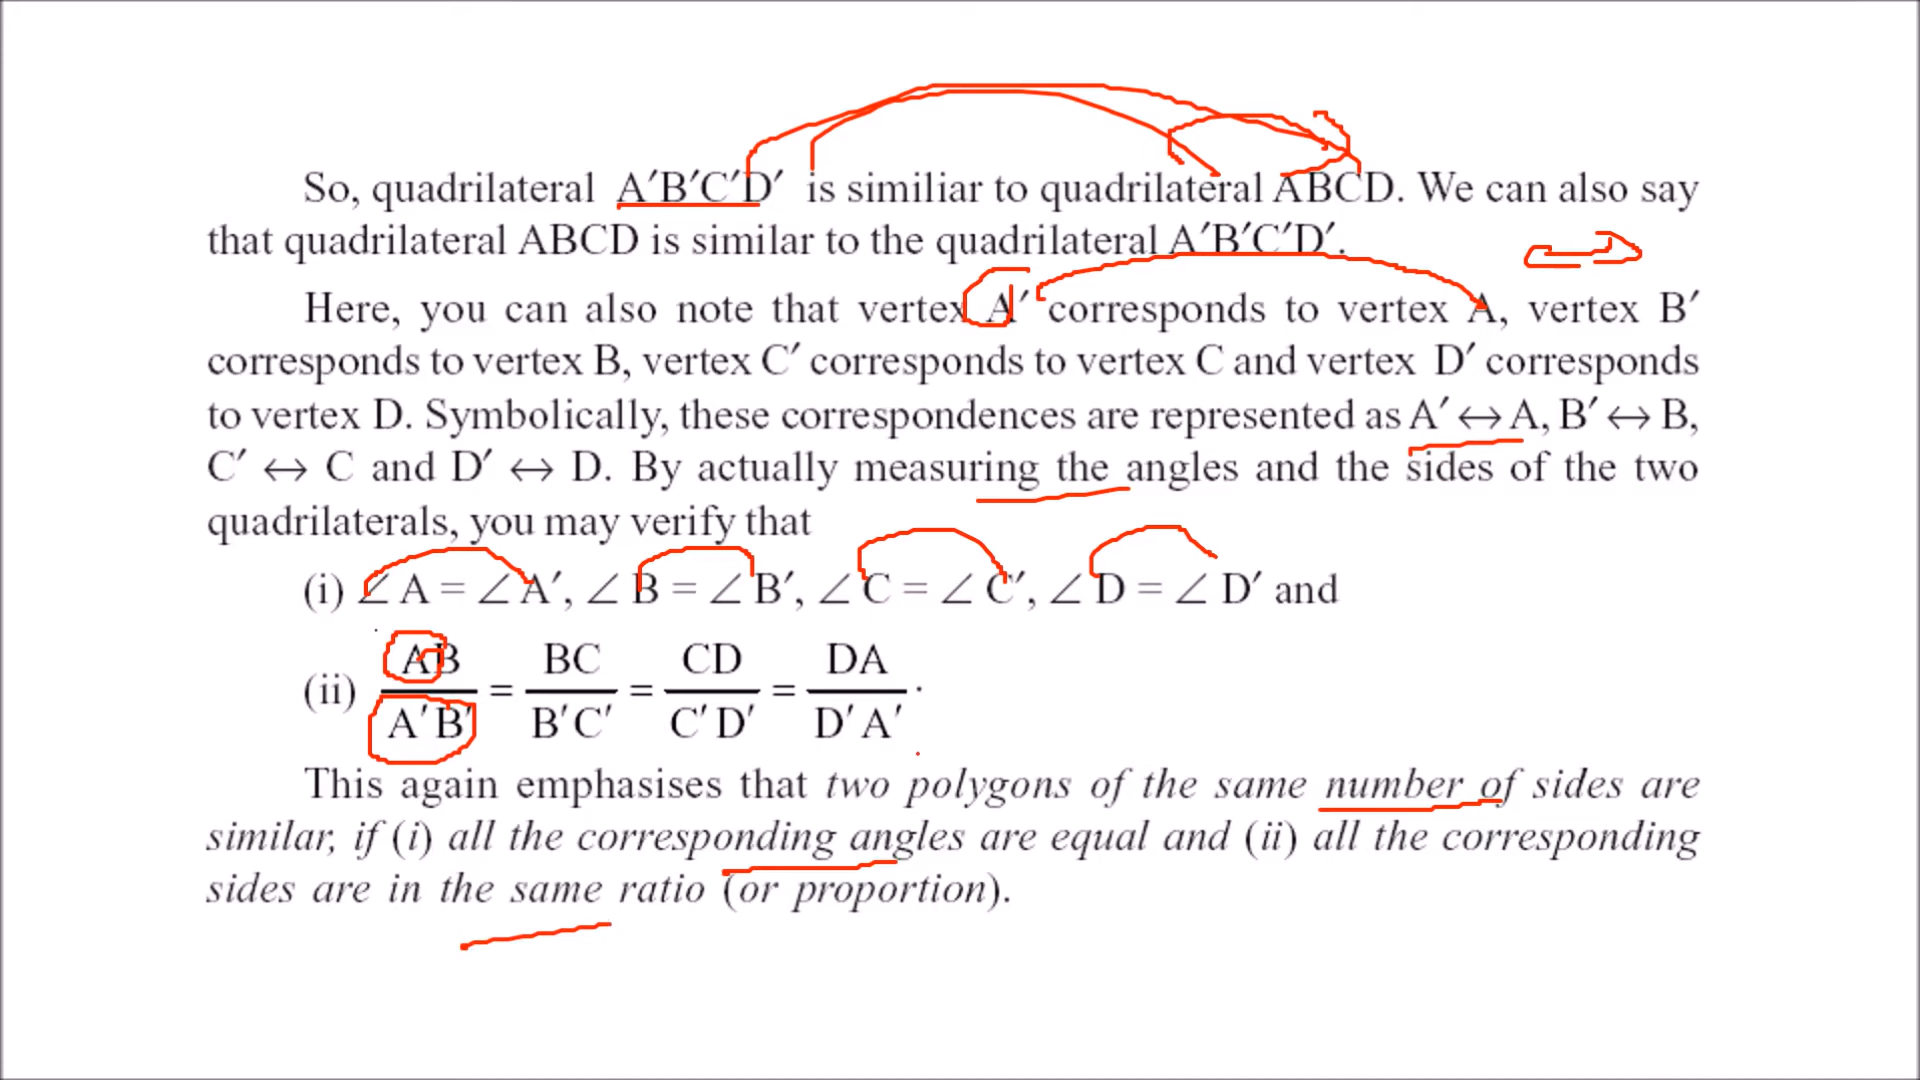 So, quadrilateral A′B′C′D′ is similiar to quadrilateral ABCD. We can also say
that quadrilateral ABCD is similar to the quadrilateral A′B′C′D′.
Here, you can also note that vertex A′ corresponds to vertex A, vertex B′
corresponds to vertex B, vertex C′ corresponds to vertex C and vertex D′ corresponds
to vertex D. Symbolically, these correspondences are represented as A′ ↔ A, B′ ↔ B,
C′ ↔ C and D′ ↔ D. By actually measuring the angles and the sides of the two
quadrilaterals, you may verify that
(i) ∠ A = ∠ A′, ∠ B = ∠ B′, ∠ C = ∠ C′, ∠ D = ∠ D′ and
(ii) AB/A′B′ = BC/B′C′ = CD/C′D′ = DA/D′A′.
This again emphasises that two polygons of the same number of sides are
similar, if (i) all the corresponding angles are equal and (ii) all the corresponding
sides are in the same ratio (or proportion).